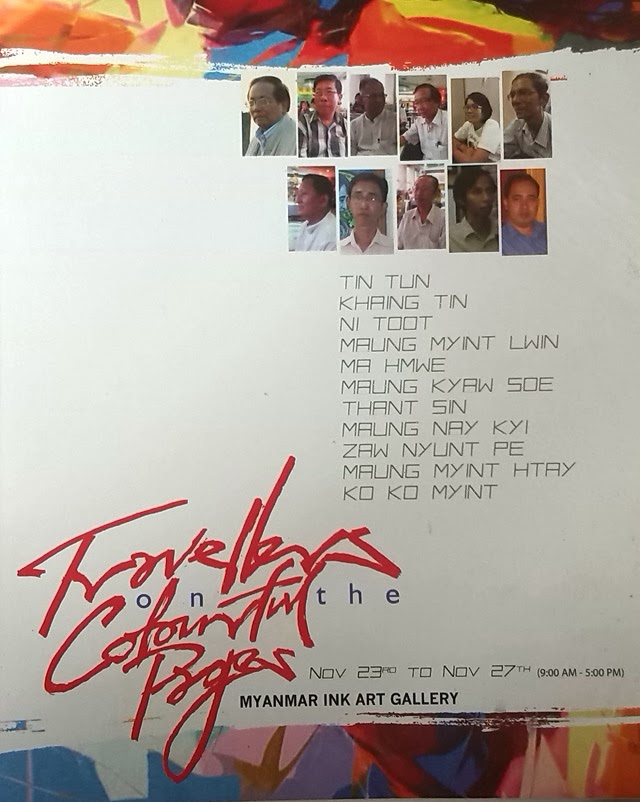 TIN TUN
KHAING TIN
NI TOOT
MAUNG MYINT LWIN
MA HMWE
MAUNG KYAW SOE
THANT SIN
MAUNG NAY KYI
ZAW NYUNT PE
MAUNG MYINT HTAY
KO KO MYINT
Travellers
on the
Colourful
Pages
NOV 23RD TO NOV 27TH (9:00 AM - 5:00 PM)
MYANMAR INK ART GALLERY